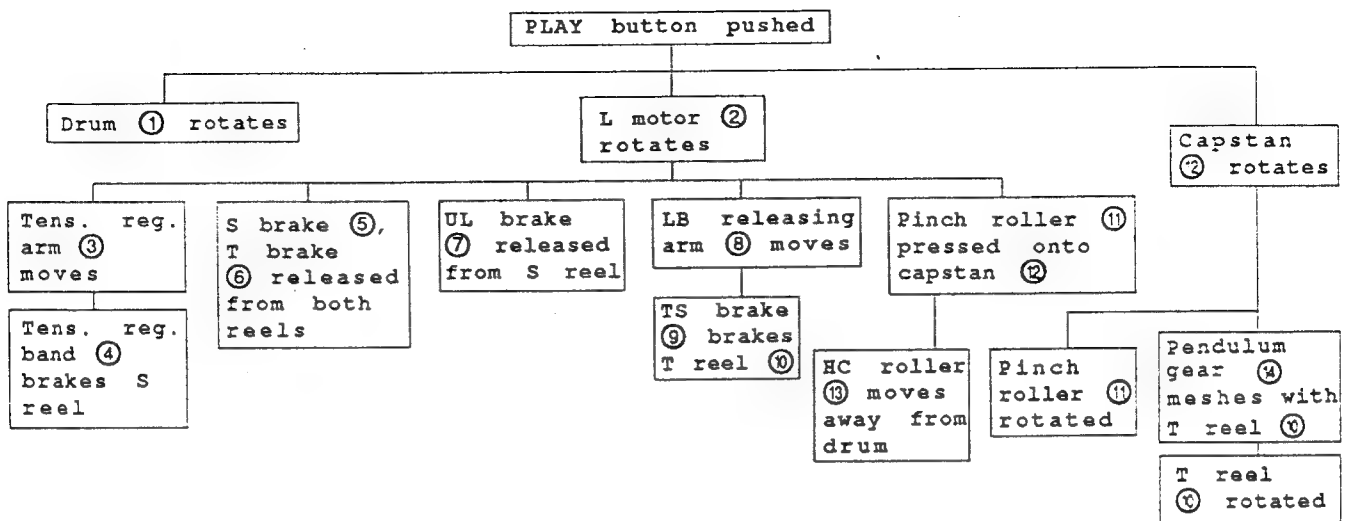 PLAY button pushed
Drum ① rotates
L motor ②
rotates
Capstan
⑫ rotates
Tens. reg.
arm ③
moves
S brake ⑤,
T brake
⑥ released
from both
reels
UL brake
⑦ released
from S reel
LB releasing
arm ⑧ moves
Pinch roller ⑪
pressed onto
capstan ⑫
Tens. reg.
band ④
brakes S
reel
TS brake
⑨ brakes
T reel ⑩
HC roller
⑬ moves
away from
drum
Pinch
roller ⑪
rotated
Pendulum
gear ⑭
meshes with
T reel ⑩
T reel
⑩ rotated